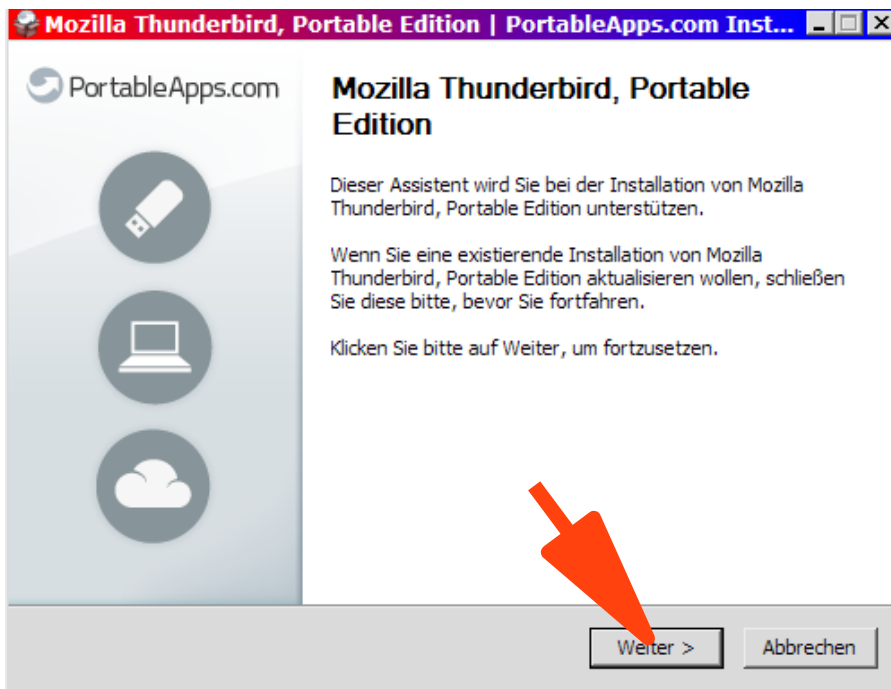 Mozilla Thunderbird, Portable Edition | PortableApps.com Inst...
PortableApps.com
Mozilla Thunderbird, Portable
Edition
Dieser Assistent wird Sie bei der Installation von Mozilla
Thunderbird, Portable Edition unterstützen.
Wenn Sie eine existierende Installation von Mozilla
Thunderbird, Portable Edition aktualisieren wollen, schließen
Sie diese bitte, bevor Sie fortfahren.
Klicken Sie bitte auf Weiter, um fortzusetzen.
Weiter >
Abbrechen